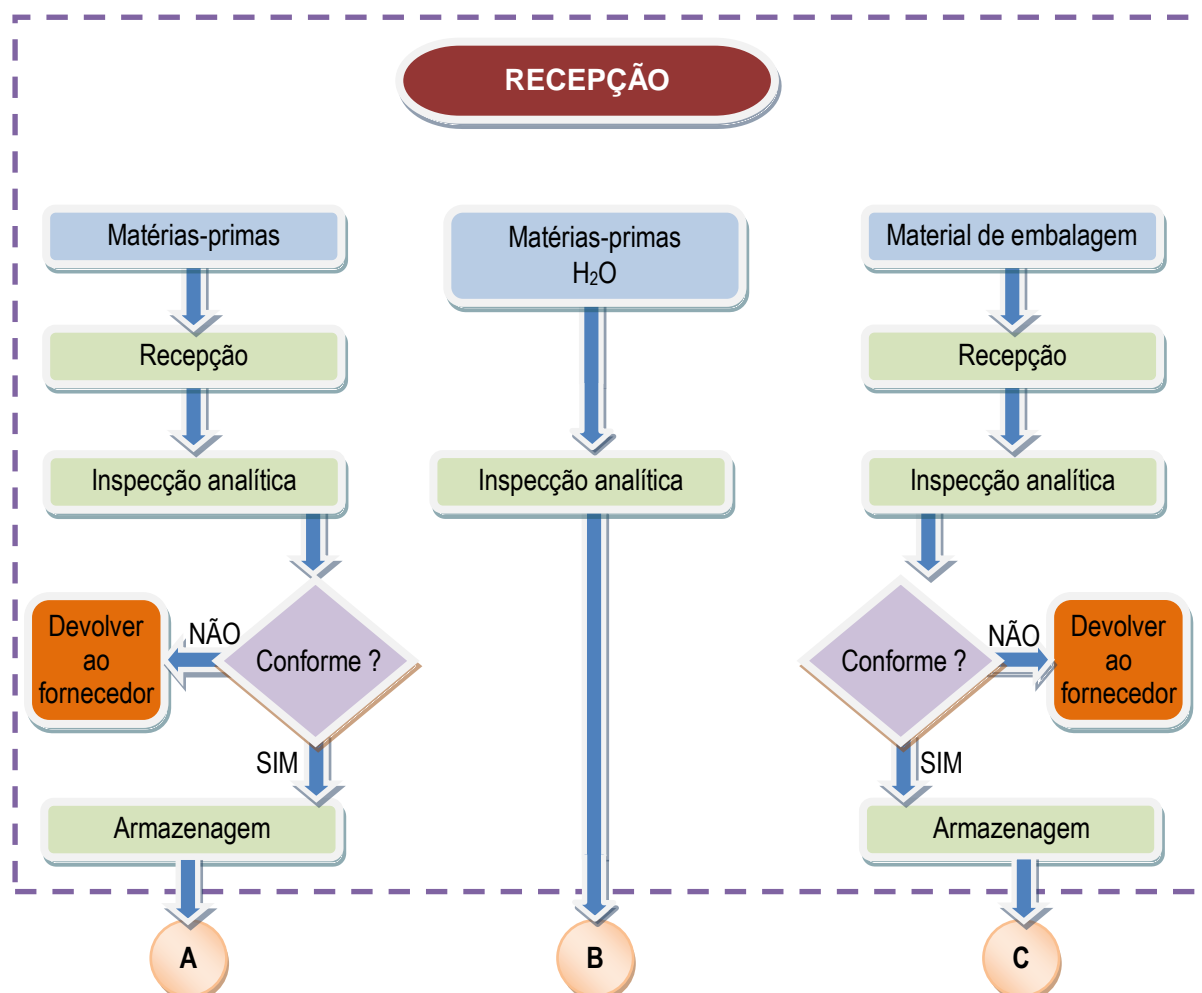 RECEPÇÃO
Matérias-primas
Recepção
Inspecção analítica
Conforme ?
NÃO
Devolver
ao
fornecedor
SIM
Armazenagem
A
Matérias-primas
H₂O
Inspecção analítica
B
Material de embalagem
Recepção
Inspecção analítica
Conforme ?
NÃO
Devolver
ao
fornecedor
SIM
Armazenagem
C